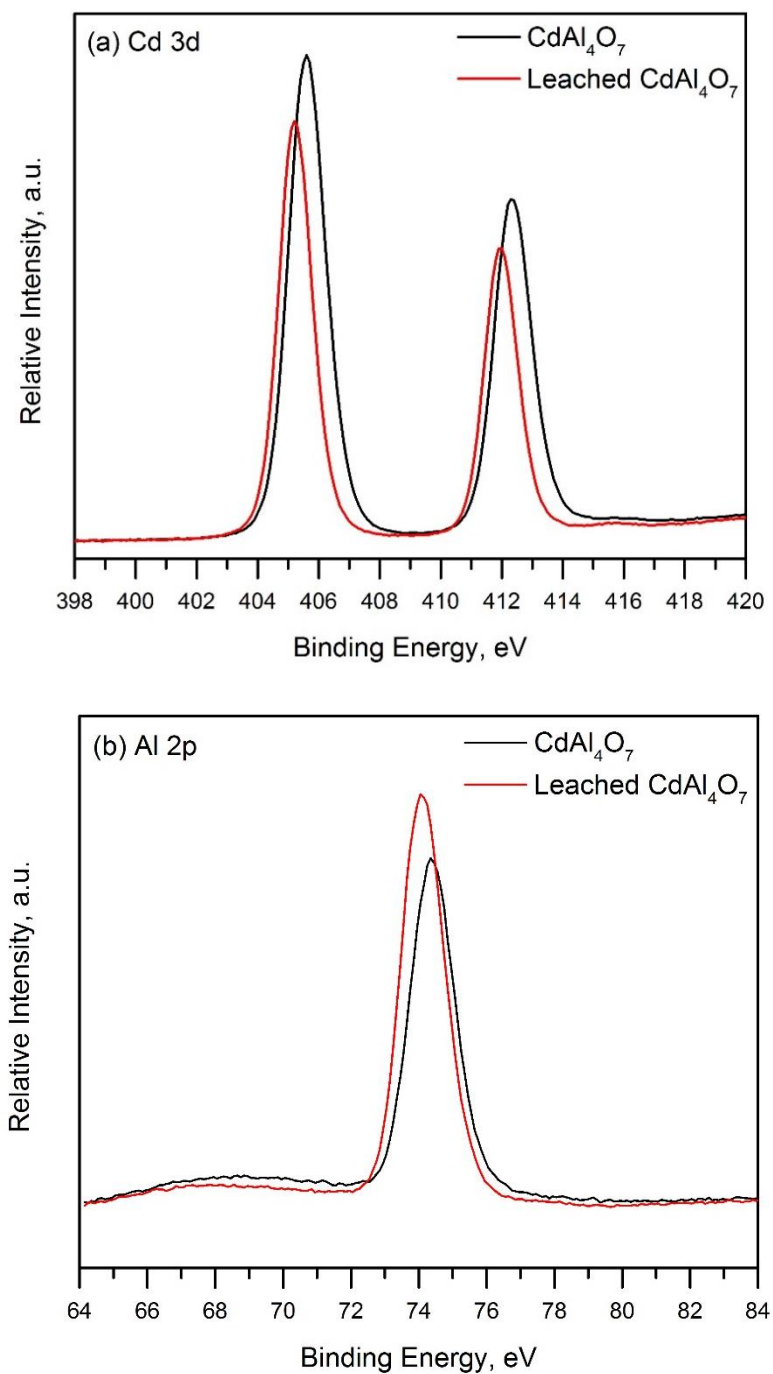 (a) Cd 3d
CdAl₄O₇
Leached CdAl₄O₇
Relative Intensity, a.u.
398 400 402 404 406 408 410 412 414 416 418 420
Binding Energy, eV
(b) Al 2p
CdAl₄O₇
Leached CdAl₄O₇
Relative Intensity, a.u.
64 66 68 70 72 74 76 78 80 82 84
Binding Energy, eV